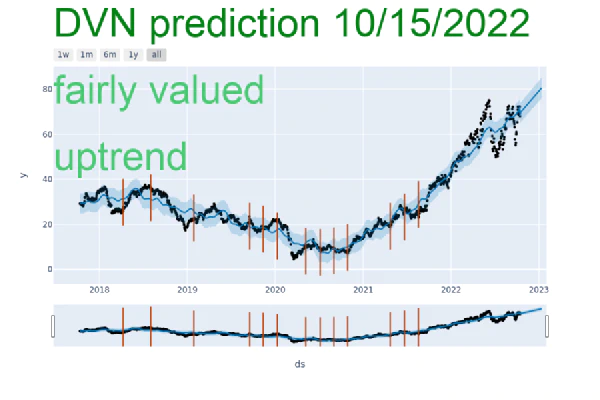 DVN prediction 10/15/2022
1w 1m 6m 1y all
fairly valued
uptrend
80
60
40
20
0
y
2018 2019 2020 2021 2022 2023
ds